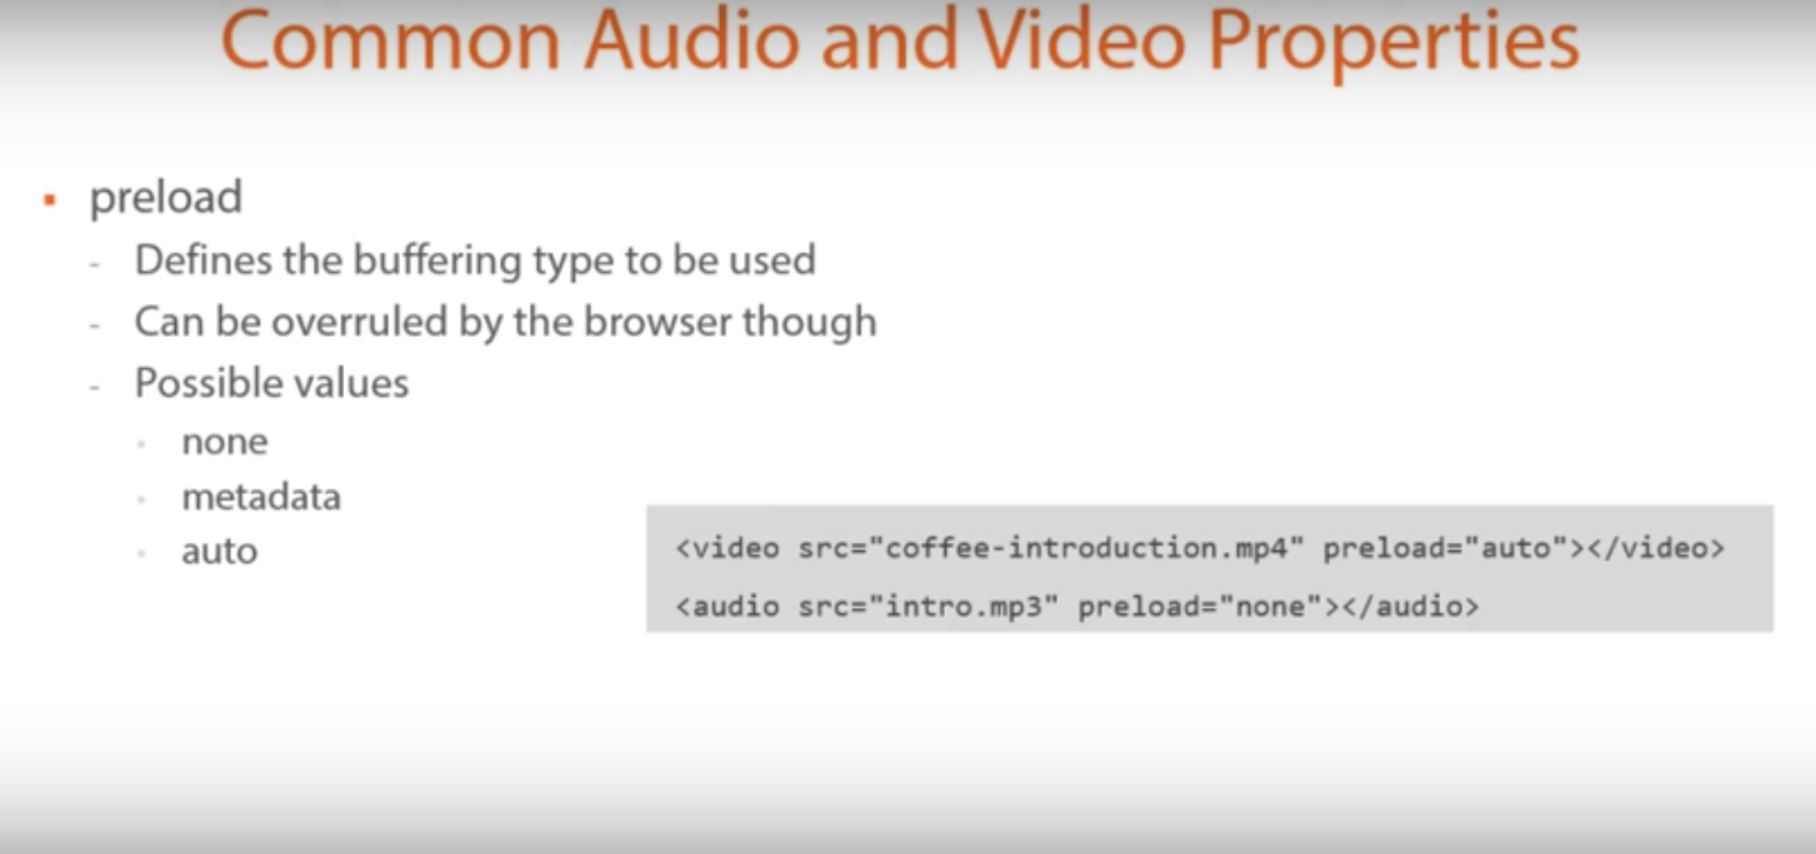 Common Audio and Video Properties
▪ preload
- Defines the buffering type to be used
- Can be overruled by the browser though
- Possible values
• none
• metadata
• auto
<video src="coffee-introduction.mp4" preload="auto"></video>
<audio src="intro.mp3" preload="none"></audio>